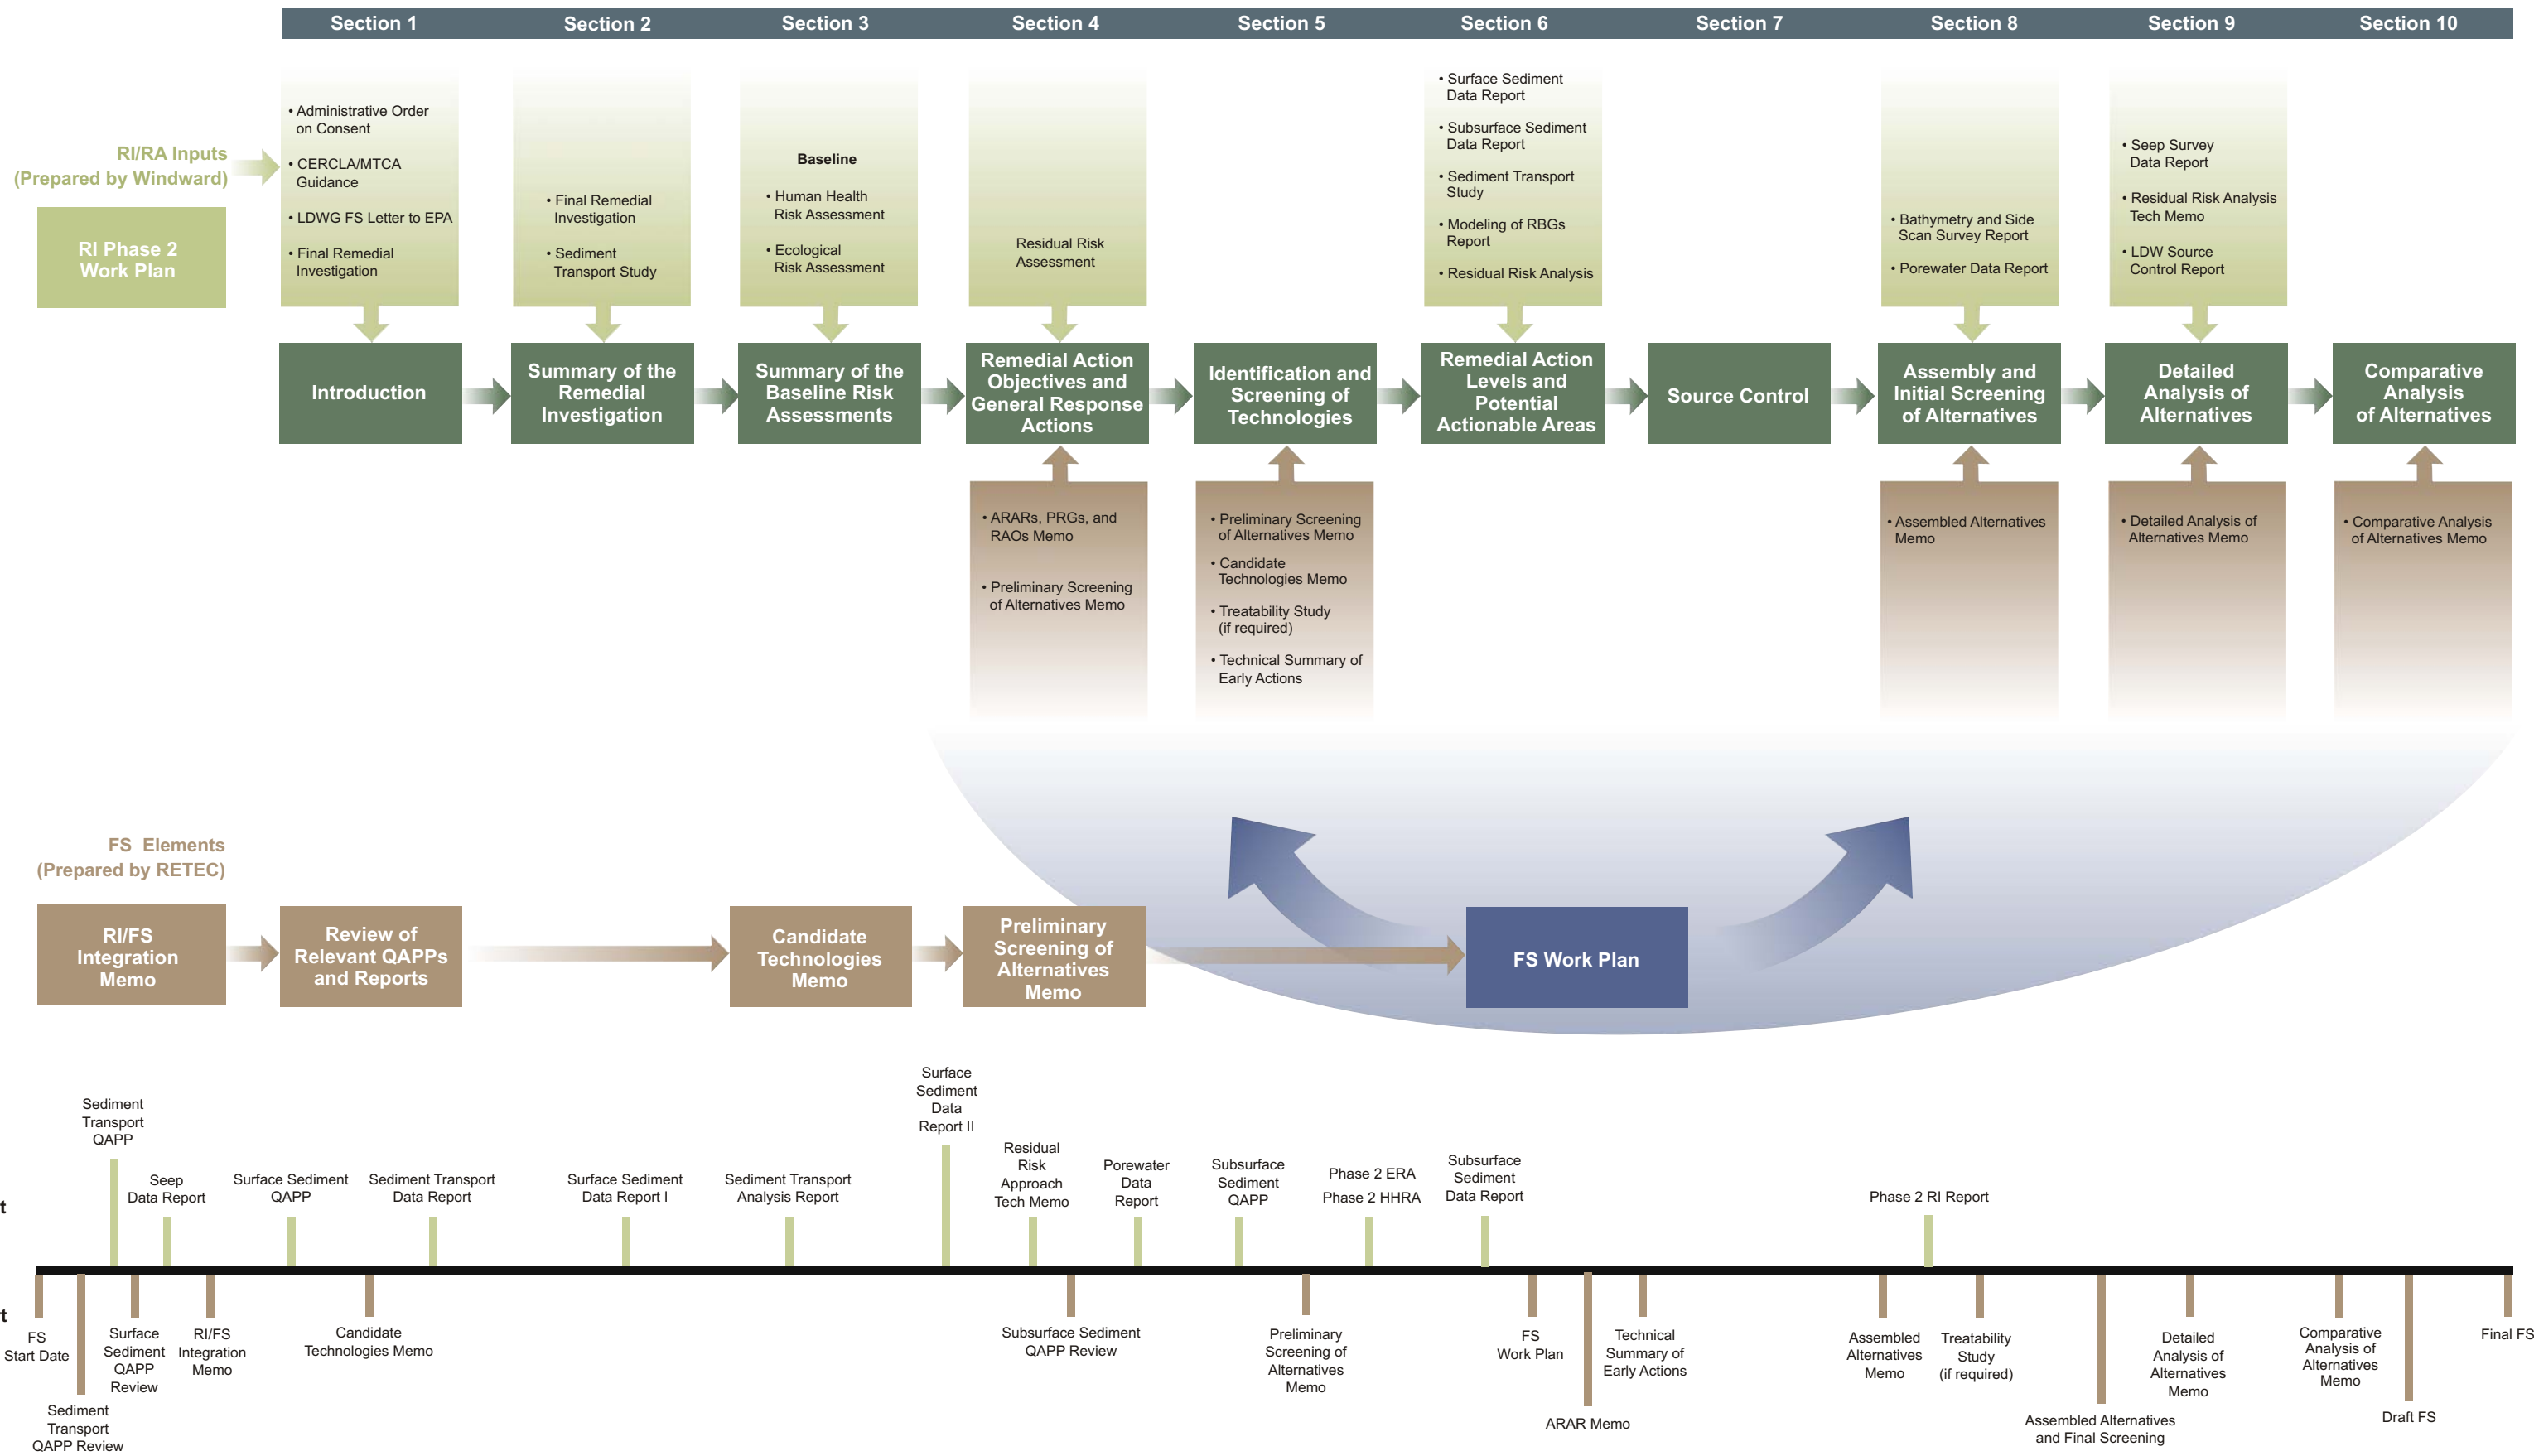 Section 1
Section 2
Section 3
Section 4
Section 5
Section 6
Section 7
Section 8
Section 9
Section 10
RI/RA Inputs
(Prepared by Windward)
RI Phase 2
Work Plan
• Administrative Order
on Consent
• CERCLA/MTCA
Guidance
• LDWG FS Letter to EPA
• Final Remedial
Investigation
• Final Remedial
Investigation
• Sediment
Transport Study
Baseline
• Human Health
Risk Assessment
• Ecological
Risk Assessment
Residual Risk
Assessment
• Surface Sediment
Data Report
• Subsurface Sediment
Data Report
• Sediment Transport
Study
• Modeling of RBGs
Report
• Residual Risk Analysis
• Bathymetry and Side
Scan Survey Report
• Porewater Data Report
• Seep Survey
Data Report
• Residual Risk Analysis
Tech Memo
• LDW Source
Control Report
Introduction
Summary of the
Remedial
Investigation
Summary of the
Baseline Risk
Assessments
Remedial Action
Objectives and
General Response
Actions
Identification and
Screening of
Technologies
Remedial Action
Levels and
Potential
Actionable Areas
Source Control
Assembly and
Initial Screening
of Alternatives
Detailed
Analysis of
Alternatives
Comparative
Analysis
of Alternatives
• ARARs, PRGs, and
RAOs Memo
• Preliminary Screening
of Alternatives Memo
• Preliminary Screening
of Alternatives Memo
• Candidate
Technologies Memo
• Treatability Study
(if required)
• Technical Summary of
Early Actions
• Assembled Alternatives
Memo
• Detailed Analysis of
Alternatives Memo
• Comparative Analysis
of Alternatives Memo
FS Elements
(Prepared by RETEC)
RI/FS
Integration
Memo
Review of
Relevant QAPPs
and Reports
Candidate
Technologies
Memo
Preliminary
Screening of
Alternatives
Memo
FS Work Plan
Sediment
Transport
QAPP
Seep
Data Report
Surface Sediment
QAPP
Sediment Transport
Data Report
Surface Sediment
Data Report I
Sediment Transport
Analysis Report
Surface
Sediment
Data
Report II
Residual
Risk
Approach
Tech Memo
Porewater
Data
Report
Subsurface
Sediment
QAPP
Phase 2 ERA
Phase 2 HHRA
Subsurface
Sediment
Data Report
Phase 2 RI Report
t
t
FS
Start Date
Sediment
Transport
QAPP Review
Surface
Sediment
QAPP
Review
RI/FS
Integration
Memo
Candidate
Technologies Memo
Subsurface Sediment
QAPP Review
Preliminary
Screening of
Alternatives
Memo
FS
Work Plan
ARAR Memo
Technical
Summary of
Early Actions
Assembled
Alternatives
Memo
Treatability
Study
(if required)
Assembled Alternatives
and Final Screening
Detailed
Analysis of
Alternatives
Memo
Comparative
Analysis of
Alternatives
Memo
Draft FS
Final FS